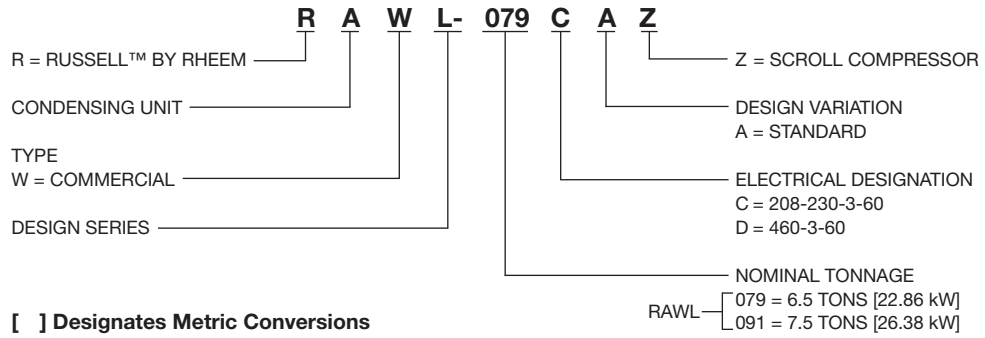 R A W L- 079 C A Z
R = RUSSELL™ BY RHEEM
CONDENSING UNIT
TYPE
W = COMMERCIAL
DESIGN SERIES
Z = SCROLL COMPRESSOR
DESIGN VARIATION
A = STANDARD
ELECTRICAL DESIGNATION
C = 208-230-3-60
D = 460-3-60
NOMINAL TONNAGE
RAWL
079 = 6.5 TONS [22.86 kW]
091 = 7.5 TONS [26.38 kW]
[ ] Designates Metric Conversions